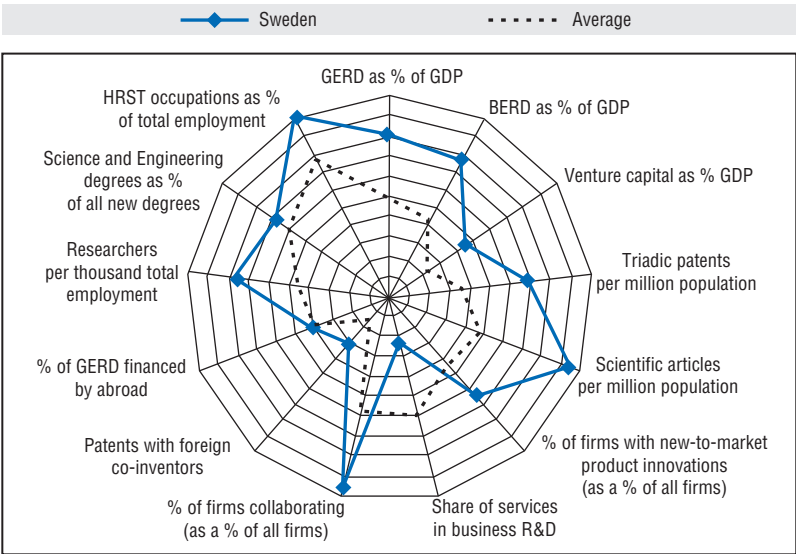 Sweden
Average
GERD as % of GDP
BERD as % of GDP
Venture capital as % GDP
Triadic patents
per million population
Scientific articles
per million population
% of firms with new-to-market
product innovations
(as a % of all firms)
Share of services
in business R&D
% of firms collaborating
(as a % of all firms)
Patents with foreign
co-inventors
% of GERD financed
by abroad
Researchers
per thousand total
employment
Science and Engineering
degrees as %
of all new degrees
HRST occupations as %
of total employment